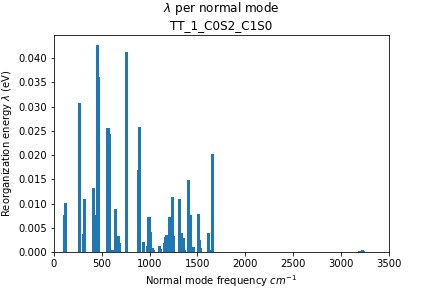 λ per normal mode
TT_1_C0S2_C1S0
Reorganization energy λ (eV)
0.040
0.035
0.030
0.025
0.020
0.015
0.010
0.005
0.000
0 500 1000 1500 2000 2500 3000 3500
Normal mode frequency cm⁻¹